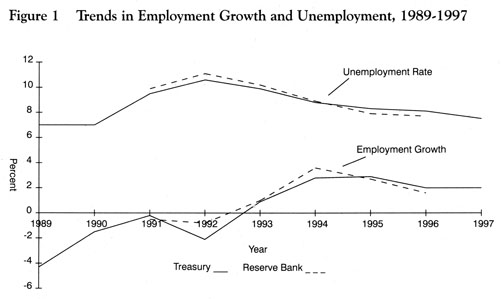 Figure 1 Trends in Employment Growth and Unemployment, 1989-1997
12
10
8
6
4
2
0
-2
-4
-6
Percent
Unemployment Rate
Employment Growth
1989 1990 1991 1992 1993 1994 1995 1996 1997
Year
Treasury Reserve Bank